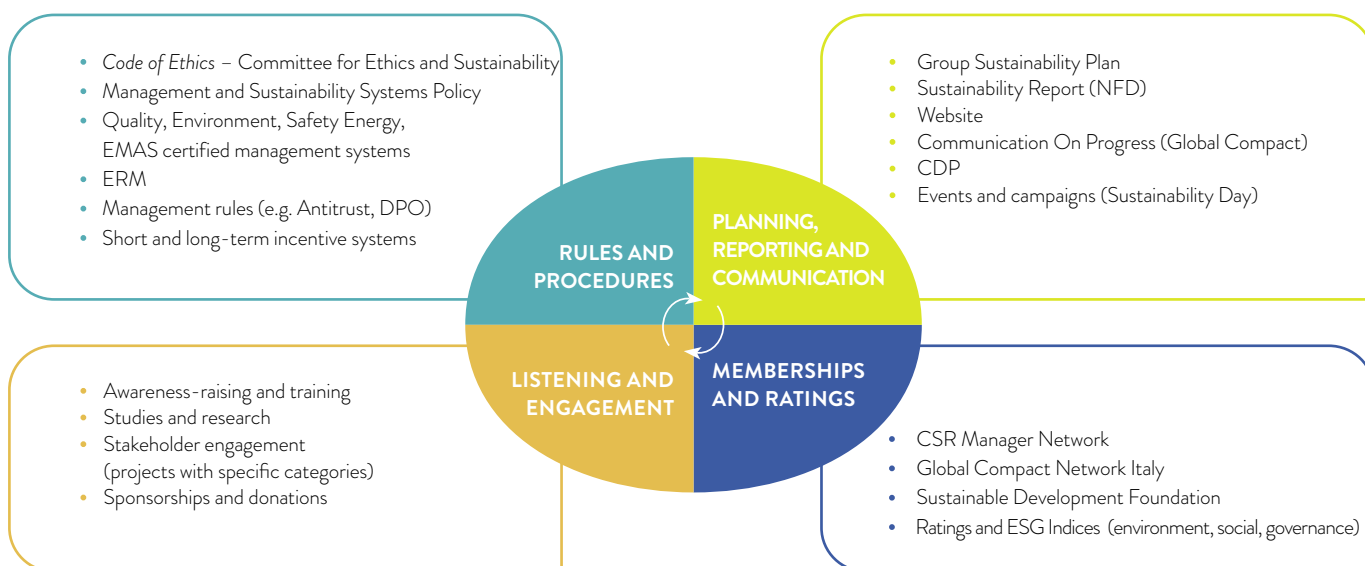 • Code of Ethics – Committee for Ethics and Sustainability
• Management and Sustainability Systems Policy
• Quality, Environment, Safety Energy,
EMAS certified management systems
• ERM
• Management rules (e.g. Antitrust, DPO)
• Short and long-term incentive systems
• Group Sustainability Plan
• Sustainability Report (NFD)
• Website
• Communication On Progress (Global Compact)
• CDP
• Events and campaigns (Sustainability Day)
RULES AND
PROCEDURES
PLANNING,
REPORTING AND
COMMUNICATION
LISTENING AND
ENGAGEMENT
MEMBERSHIPS
AND RATINGS
• Awareness-raising and training
• Studies and research
• Stakeholder engagement
(projects with specific categories)
• Sponsorships and donations
• CSR Manager Network
• Global Compact Network Italy
• Sustainable Development Foundation
• Ratings and ESG Indices (environment, social, governance)